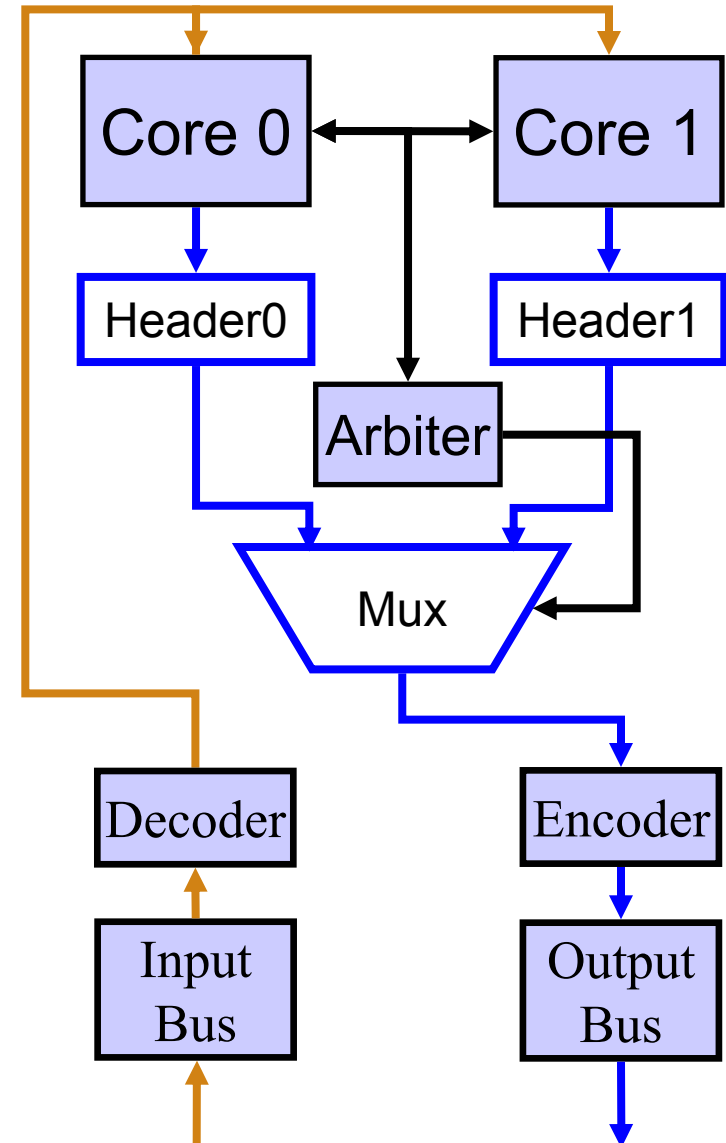 Core 0
Core 1
Header0
Header1
Arbiter
Mux
Decoder
Encoder
Input
Bus
Output
Bus